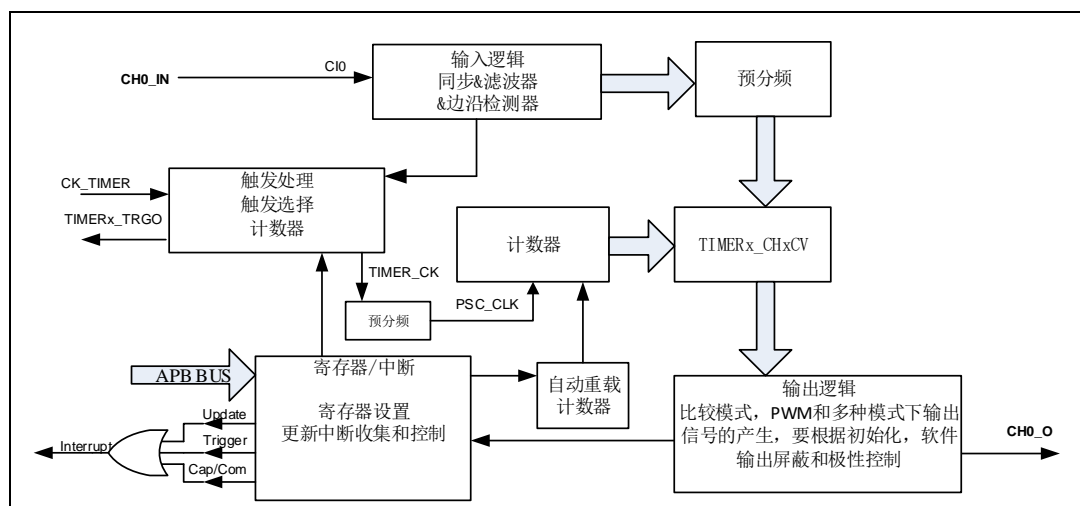 CH0_IN
CI0
输入逻辑
同步&滤波器
&边沿检测器
预分频
CK_TIMER
TIMERx_TRGO
触发处理
触发选择
计数器
TIMER_CK
预分频
PSC_CLK
计数器
TIMERx_CHxCV
APB BUS
寄存器/中断
寄存器设置
更新中断收集和控制
自动重载
计数器
输出逻辑
比较模式，PWM和多种模式下输出
信号的产生，要根据初始化，软件
输出屏蔽和极性控制
CH0_O
Update
Trigger
Cap/Com
Interrupt